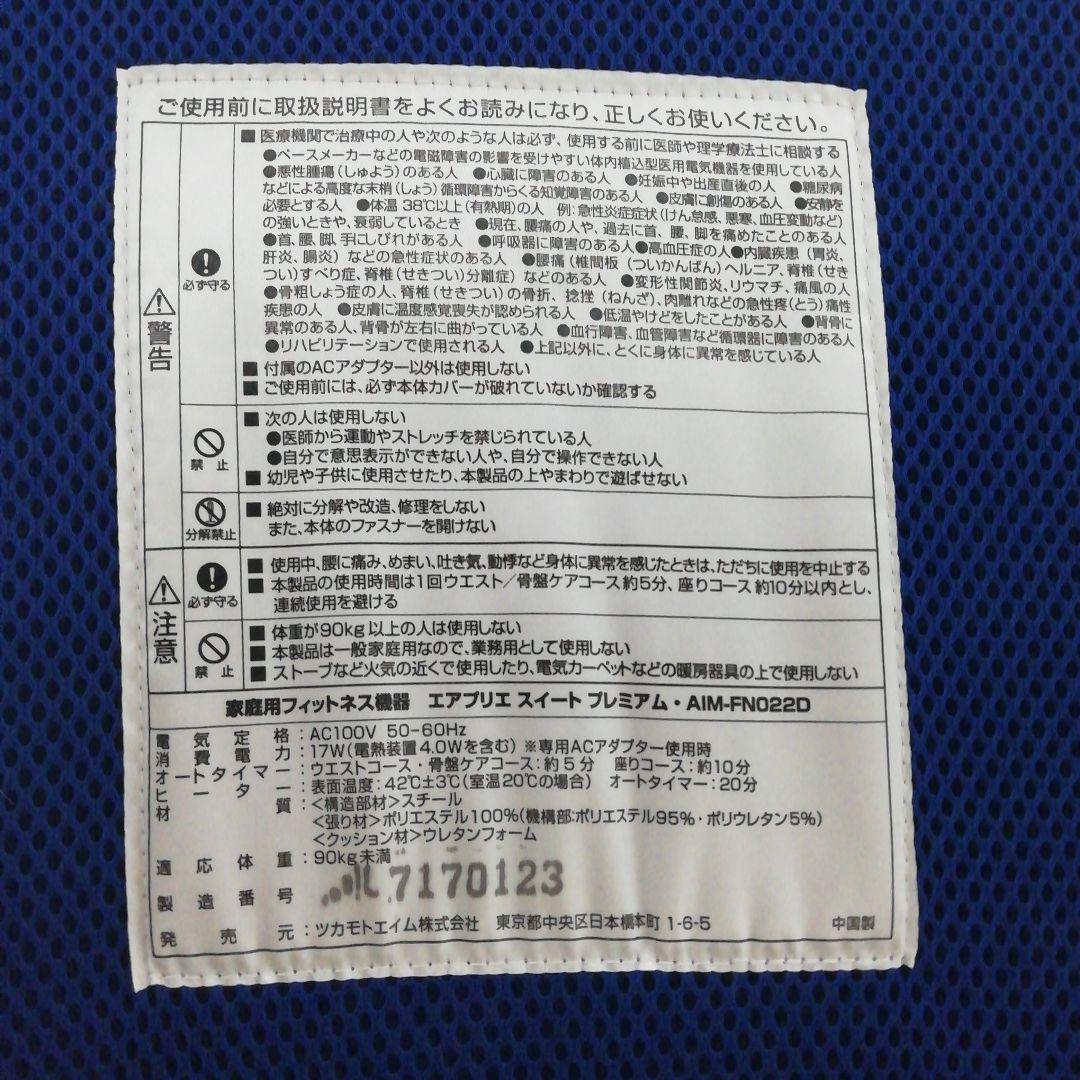 ご使用前に取扱説明書をよくお読みになり、正しくお使いください。
警告
必ず守る
■医療機関で治療中の人や次のような人は必ず、使用する前に医師や理学療法士に相談する
●ペースメーカーなどの電磁障害の影響を受けやすい体内植込型医用電気機器を使用している人
●悪性腫瘍(しゅよう)のある人 ●心臓に障害のある人 ●妊娠中や出産直後の人 ●糖尿病
などによる高度な末梢(しょう)循環障害からくる知覚障害のある人 ●皮膚に創傷のある人 ●安静を
必要とする人 ●体温 38℃以上(有熱期)の人 例:急性炎症症状(けん怠感、悪寒、血圧変動など)
の強いときや、衰弱しているとき ●現在、腰痛の人や、過去に首、腰、脚を痛めたことのある人
●首、腰、脚、手にしびれがある人 ●呼吸器に障害のある人●高血圧症の人●内臓疾患(胃炎、
肝炎、腸炎)などの急性症状のある人 ●腰痛(椎間板(ついかんばん)ヘルニア、脊椎(せき
つい)すべり症、脊椎(せきつい)分離症)などのある人 ●変形性関節炎、リウマチ、痛風の人
●骨粗しょう症の人、脊椎(せきつい)の骨折、捻挫(ねんざ)、肉離れなどの急性疼(とう)痛性
疾患の人 ●皮膚に温度感覚喪失が認められる人 ●低温やけどをしたことがある人 ●背骨に
異常のある人、背骨が左右に曲がっている人 ●血行障害、血管障害など循環器に障害のある人
●リハビリテーションで使用される人 ●上記以外に、とくに身体に異常を感じている人
■付属のACアダプター以外は使用しない
■ご使用前には、必ず本体カバーが破れていないか確認する
禁止
■次の人は使用しない
●医師から運動やストレッチを禁じられている人
●自分で意思表示ができない人や、自分で操作できない人
■幼児や子供に使用させたり、本製品の上やまわりで遊ばせない
分解禁止
■絶対に分解や改造、修理をしない
また、本体のファスナーを開けない
注意
必ず守る
■使用中、腰に痛み、めまい、吐き気、動悸など身体に異常を感じたときは、ただちに使用を中止する
■本製品の使用時間は1回ウエスト/骨盤ケアコース約5分、座りコース約10分以内とし、
連続使用を避ける
禁止
■体重が90kg以上の人は使用しない
■本製品は一般家庭用なので、業務用として使用しない
■ストーブなど火気の近くで使用したり、電気カーペットなどの暖房器具の上で使用しない
家庭用フィットネス機器 エアプリエ スイート プレミアム・AIM-FN022D
電気定格:AC100V 50-60Hz
消費電力:17W(電熱装置4.0Wを含む) ※専用ACアダプター使用時
オートタイマー:ウエストコース・骨盤ケアコース:約5分 座りコース:約10分
ヒーター:表面温度:42℃±3℃(室温20℃の場合) オートタイマー:20分
材質:<構造部材>スチール
<張り材>ポリエステル100%(機構部:ポリエステル95%・ポリウレタン5%)
<クッション材>ウレタンフォーム
適応体重:90kg未満
製造番号:7170123
発売元:ツカモトエイム株式会社 東京都中央区日本橋本町 1-6-5 中国製